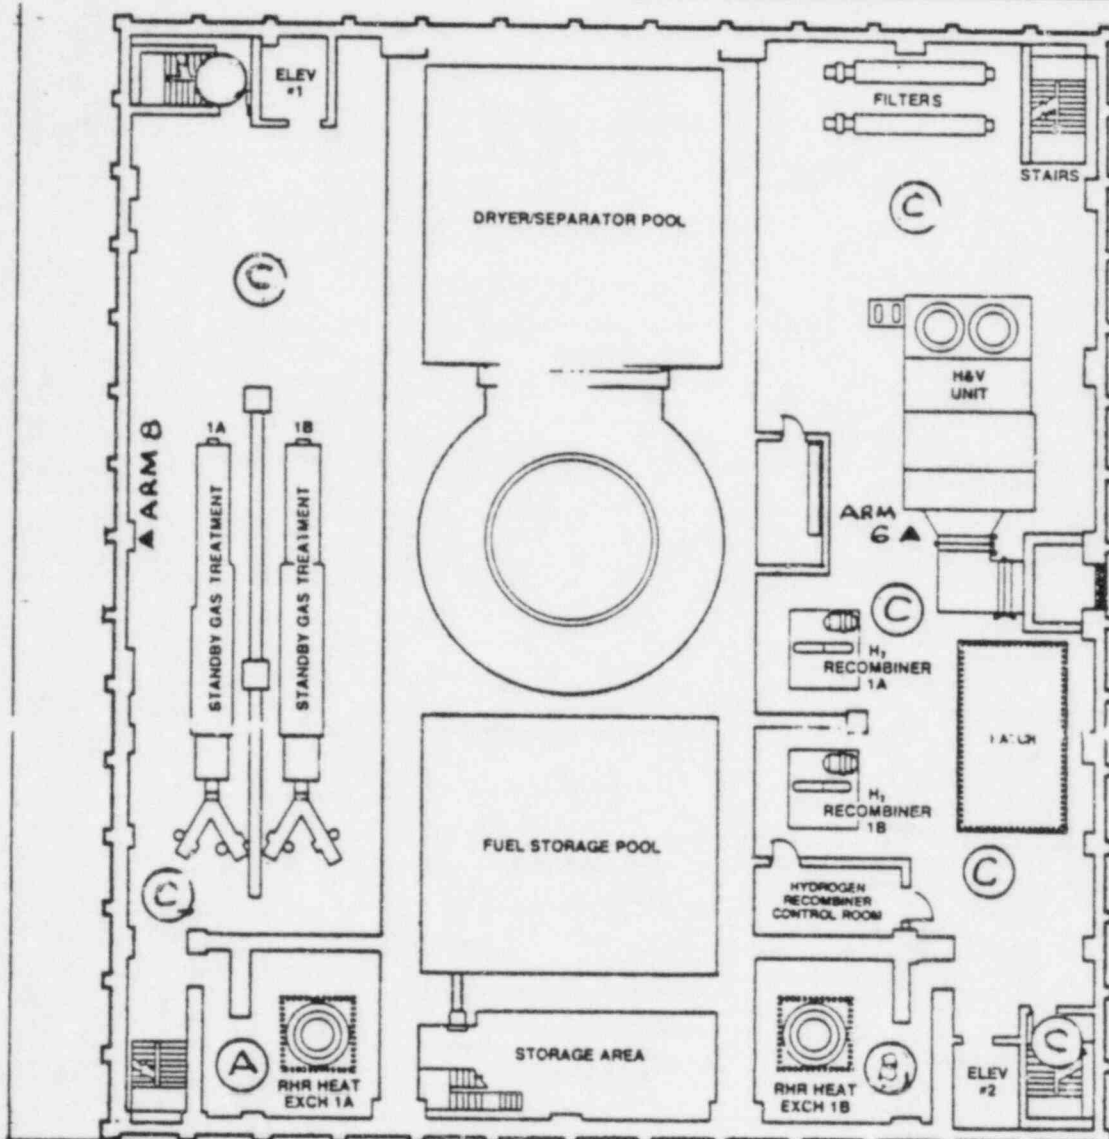 ELEV
#1
FILTERS
STAIRS
C
DRYER/SEPARATOR POOL
C
H&V
UNIT
1A
1B
ARM 8
STANDBY GAS TREATMENT
STANDBY GAS TREATMENT
ARM
6
C
H₂
RECOMBINER
1A
HATCH
H₂
RECOMBINER
1B
FUEL STORAGE POOL
C
C
HYDROGEN
RECOMBINER
CONTROL ROOM
STORAGE AREA
A
RHR HEAT
EXCH 1A
RHR HEAT
EXCH 1B
B
ELEV
#2
C